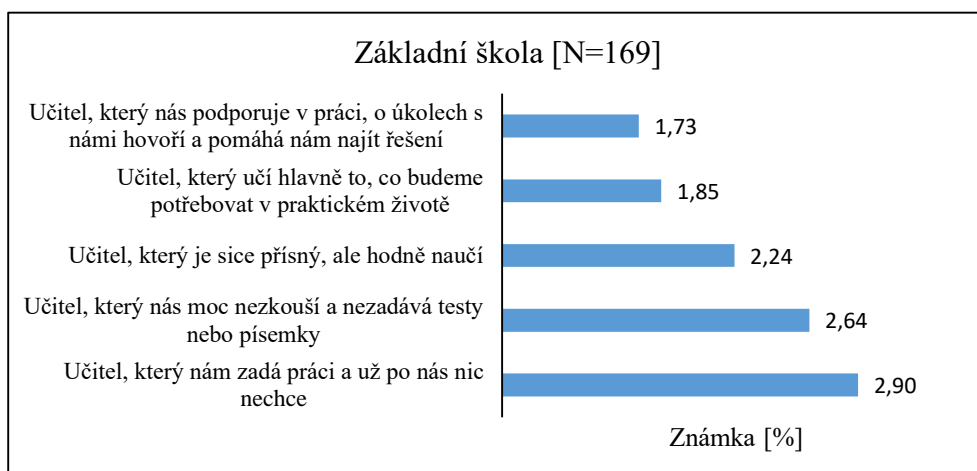 Základní škola [N=169]
Učitel, který nás podporuje v práci, o úkolech s
námi hovoří a pomáhá nám najít řešení
1,73
Učitel, který učí hlavně to, co budeme
potřebovat v praktickém životě
1,85
Učitel, který je sice přísný, ale hodně naučí
2,24
Učitel, který nás moc nezkouší a nezadává testy
nebo písemky
2,64
Učitel, který nám zadá práci a už po nás nic
nechce
2,90
Známka [%]